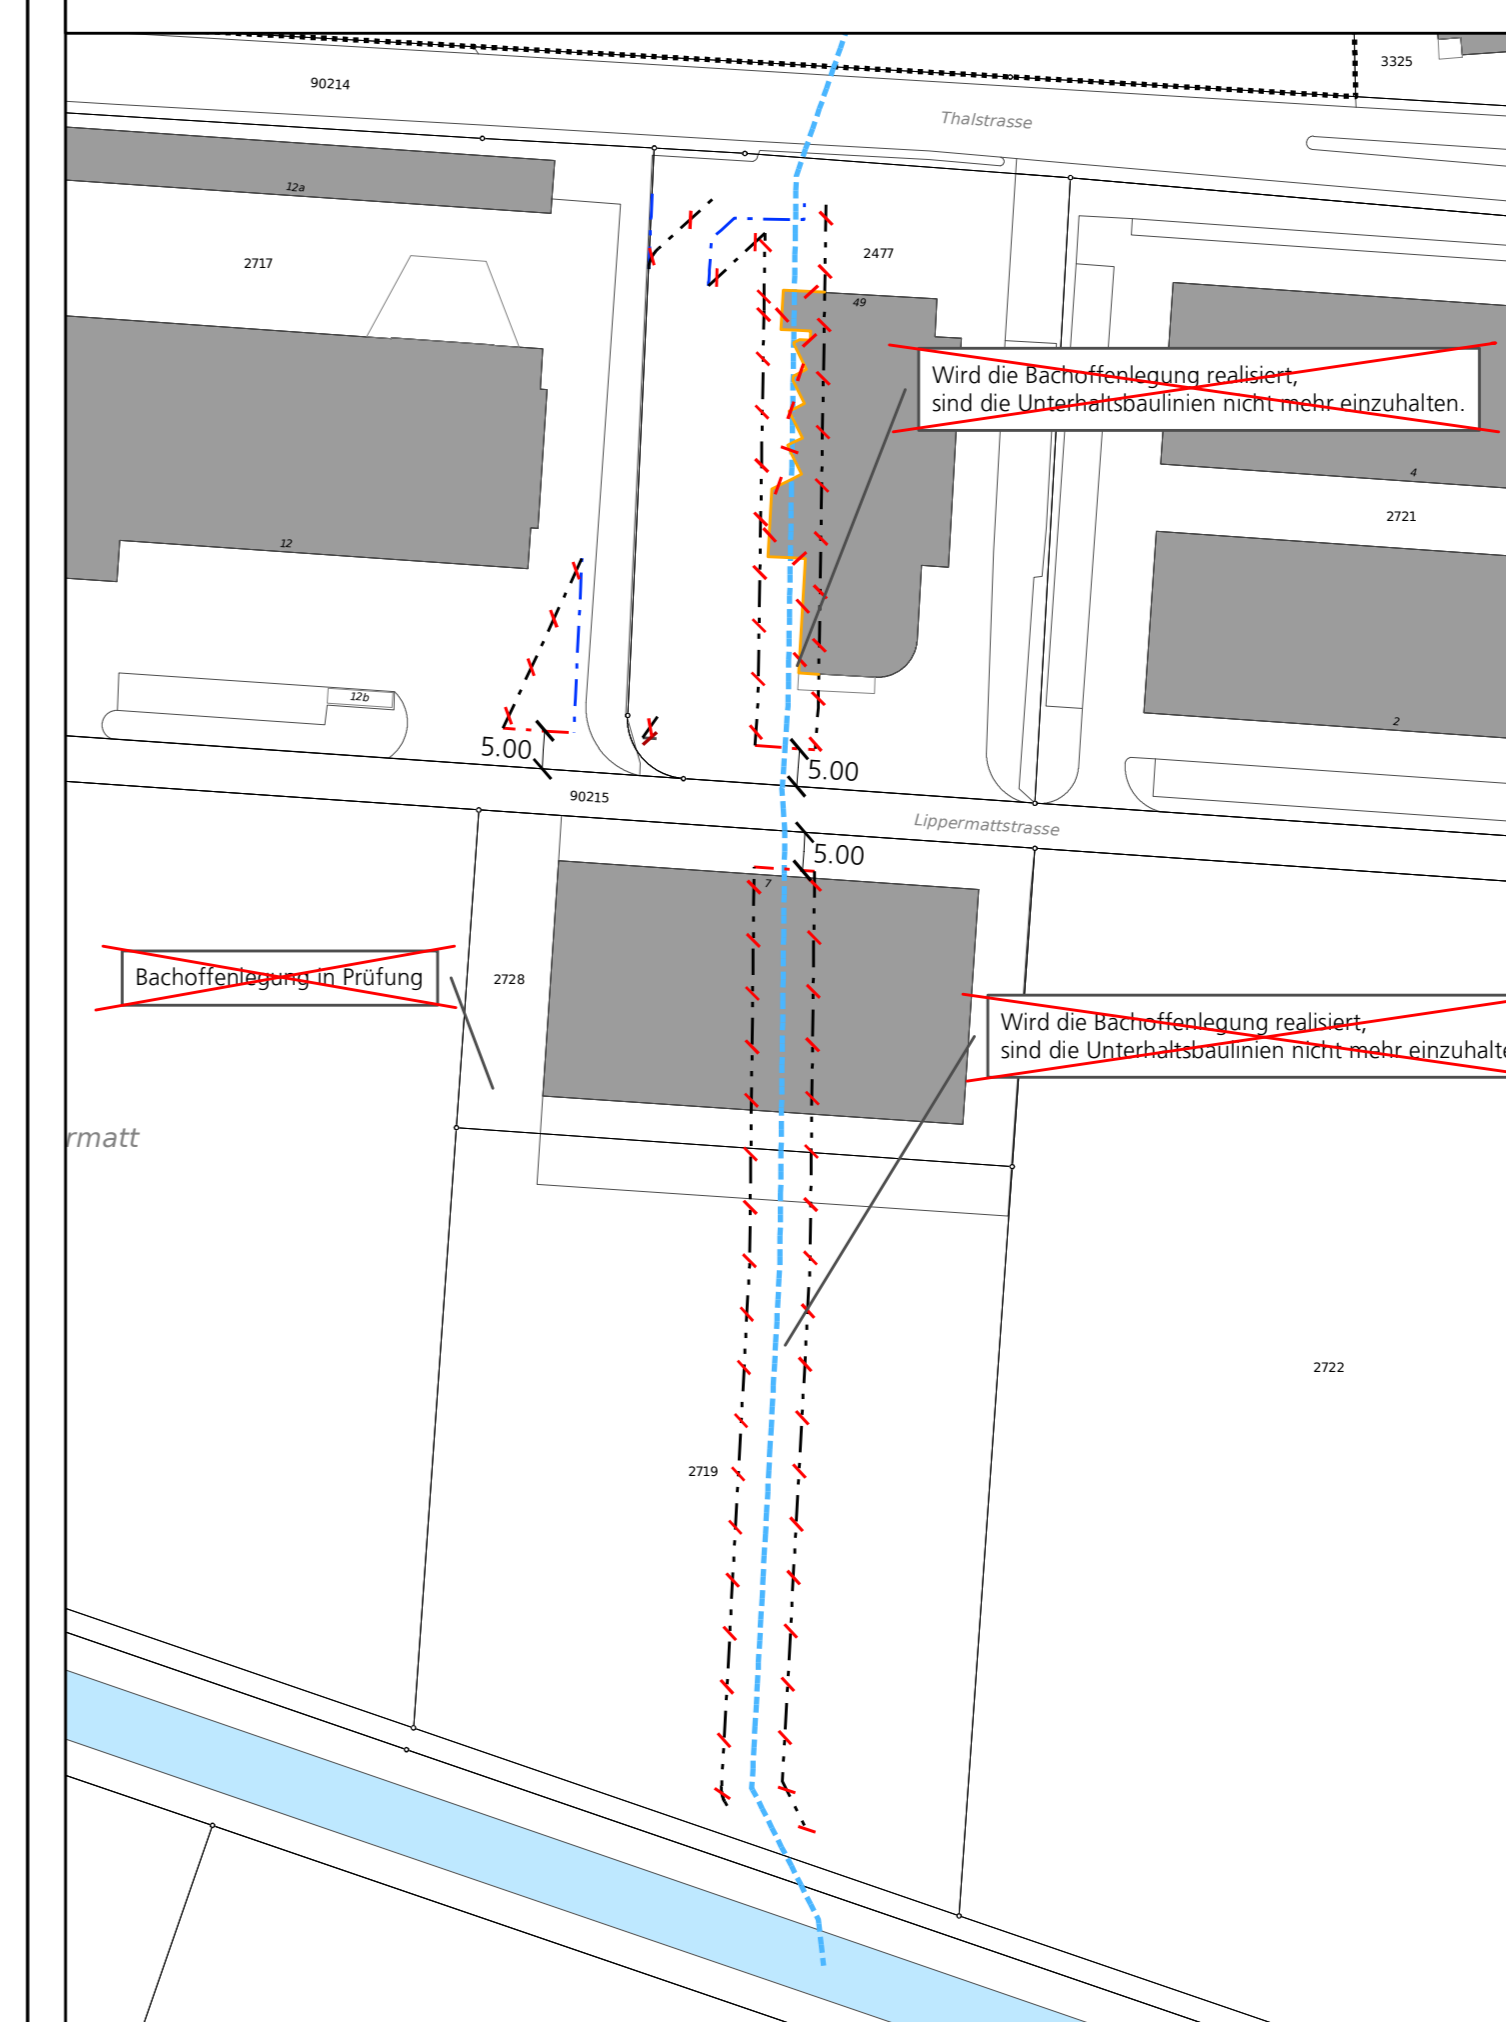 3325
90214
Thalstrasse
12a
2717
2477
49
Wird die Bachoffenlegung realisiert,
sind die Unterhaltsbaulinien nicht mehr einzuhalten.
4
2721
12
12b
2
5.00
5.00
90215
Lippermattstrasse
5.00
7
Bachoffenlegung in Prüfung
2728
Wird die Bachoffenlegung realisiert,
sind die Unterhaltsbaulinien nicht mehr einzuhalte
rmatt
2722
2719